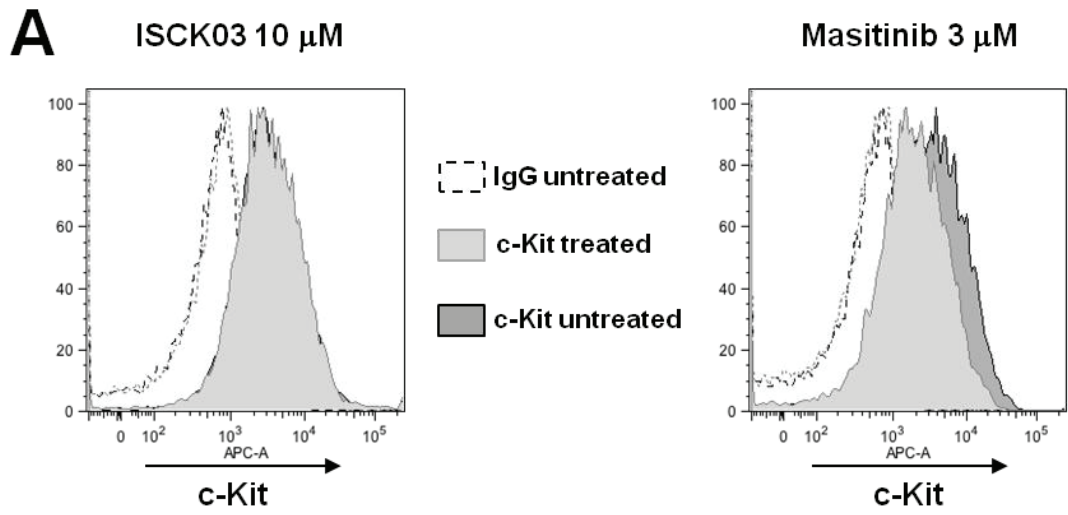 A
ISCK03 10 μM
Masitinib 3 μM
100
80
60
40
20
0
0 10² 10³ 10⁴ 10⁵
APC-A
c-Kit
IgG untreated
c-Kit treated
c-Kit untreated
100
80
60
40
20
0
0 10² 10³ 10⁴ 10⁵
APC-A
c-Kit